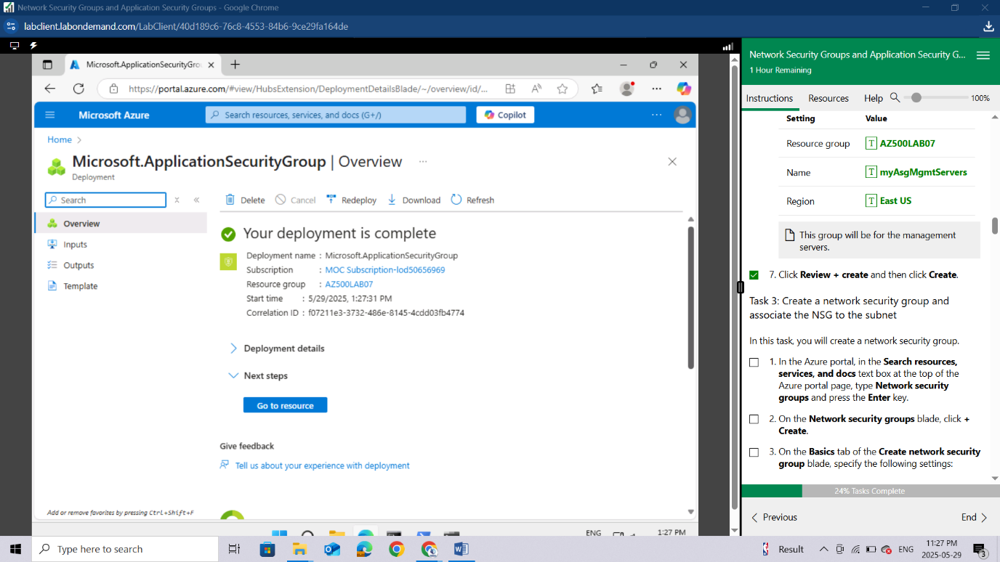 Network Security Groups and Application Security Groups - Google Chrome
labclient.labondemand.com/LabClient/40d189c6-76c8-4553-84b6-9ce29fa164de
Microsoft.ApplicationSecurityGrou
https://portal.azure.com/#view/HubsExtension/DeploymentDetailsBlade/~/overview/id/...
Microsoft Azure
Search resources, services, and docs (G+/)
Copilot
Home
Microsoft.ApplicationSecurityGroup | Overview
Deployment
Search
Delete
Cancel
Redeploy
Download
Refresh
Overview
Inputs
Outputs
Template
Your deployment is complete
Deployment name : Microsoft.ApplicationSecurityGroup
Subscription : MOC Subscription-lod50656969
Resource group : AZ500LAB07
Start time : 5/29/2025, 1:27:31 PM
Correlation ID : f07211e3-3732-486e-8145-4cdd03fb4774
Deployment details
Next steps
Go to resource
Give feedback
Tell us about your experience with deployment
Add or remove favorites by pressing Ctrl+Shift+F
ENG
1:27 PM
Network Security Groups and Application Security G...
1 Hour Remaining
Instructions
Resources
Help
100%
Setting Value
Resource group T AZ500LAB07
Name T myAsgMgmtServers
Region T East US
This group will be for the management
servers.
7. Click Review + create and then click Create.
Task 3: Create a network security group and
associate the NSG to the subnet
In this task, you will create a network security group.
1. In the Azure portal, in the Search resources,
services, and docs text box at the top of the
Azure portal page, type Network security
groups and press the Enter key.
2. On the Network security groups blade, click +
Create.
3. On the Basics tab of the Create network security
group blade, specify the following settings:
24% Tasks Complete
Previous
End
Type here to search
Result
ENG
11:27 PM
2025-05-29
3